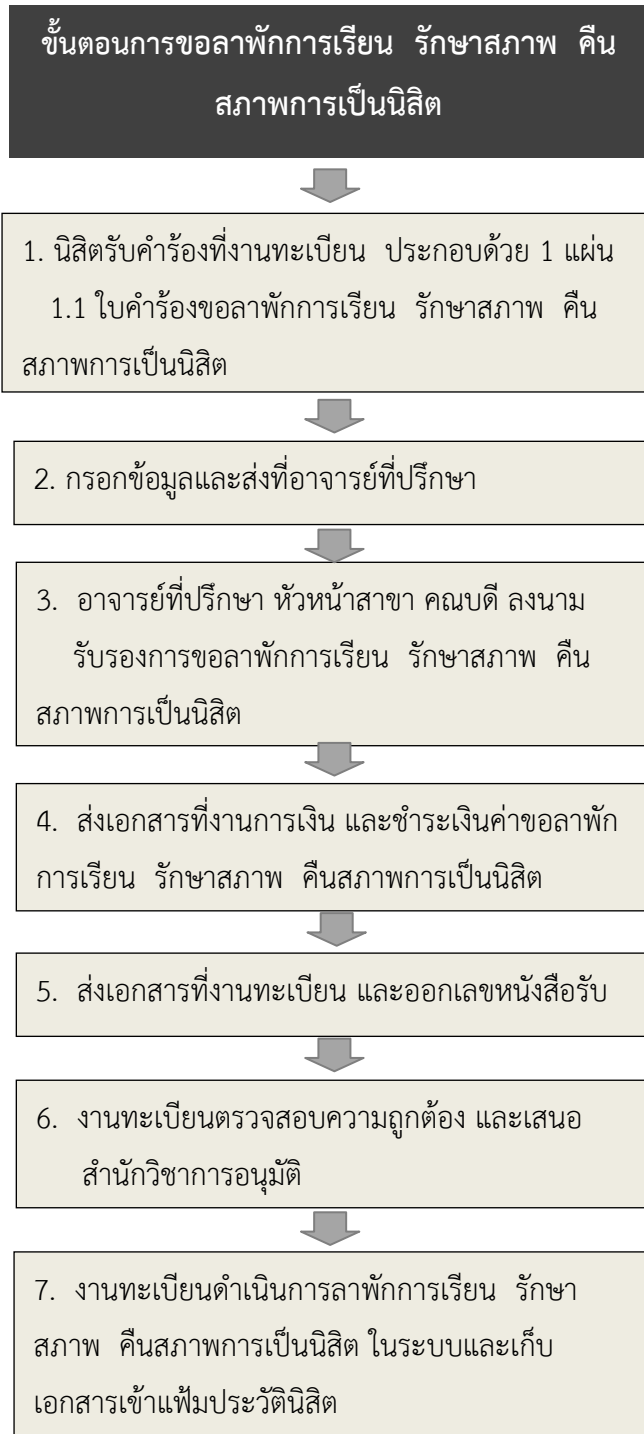 ขั้นตอนการขอลาพักการเรียน รักษาสภาพ คืน
สภาพการเป็นนิสิต
1. นิสิตรับคำร้องที่งานทะเบียน ประกอบด้วย 1 แผ่น
1.1 ใบคำร้องขอลาพักการเรียน รักษาสภาพ คืน
สภาพการเป็นนิสิต
2. กรอกข้อมูลและส่งที่อาจารย์ที่ปรึกษา
3. อาจารย์ที่ปรึกษา หัวหน้าสาขา คณบดี ลงนาม
รับรองการขอลาพักการเรียน รักษาสภาพ คืน
สภาพการเป็นนิสิต
4. ส่งเอกสารที่งานการเงิน และชำระเงินค่าขอลาพัก
การเรียน รักษาสภาพ คืนสภาพการเป็นนิสิต
5. ส่งเอกสารที่งานทะเบียน และออกเลขหนังสือรับ
6. งานทะเบียนตรวจสอบความถูกต้อง และเสนอ
สำนักวิชาการอนุมัติ
7. งานทะเบียนดำเนินการลาพักการเรียน รักษา
สภาพ คืนสภาพการเป็นนิสิต ในระบบและเก็บ
เอกสารเข้าแฟ้มประวัตินิสิต